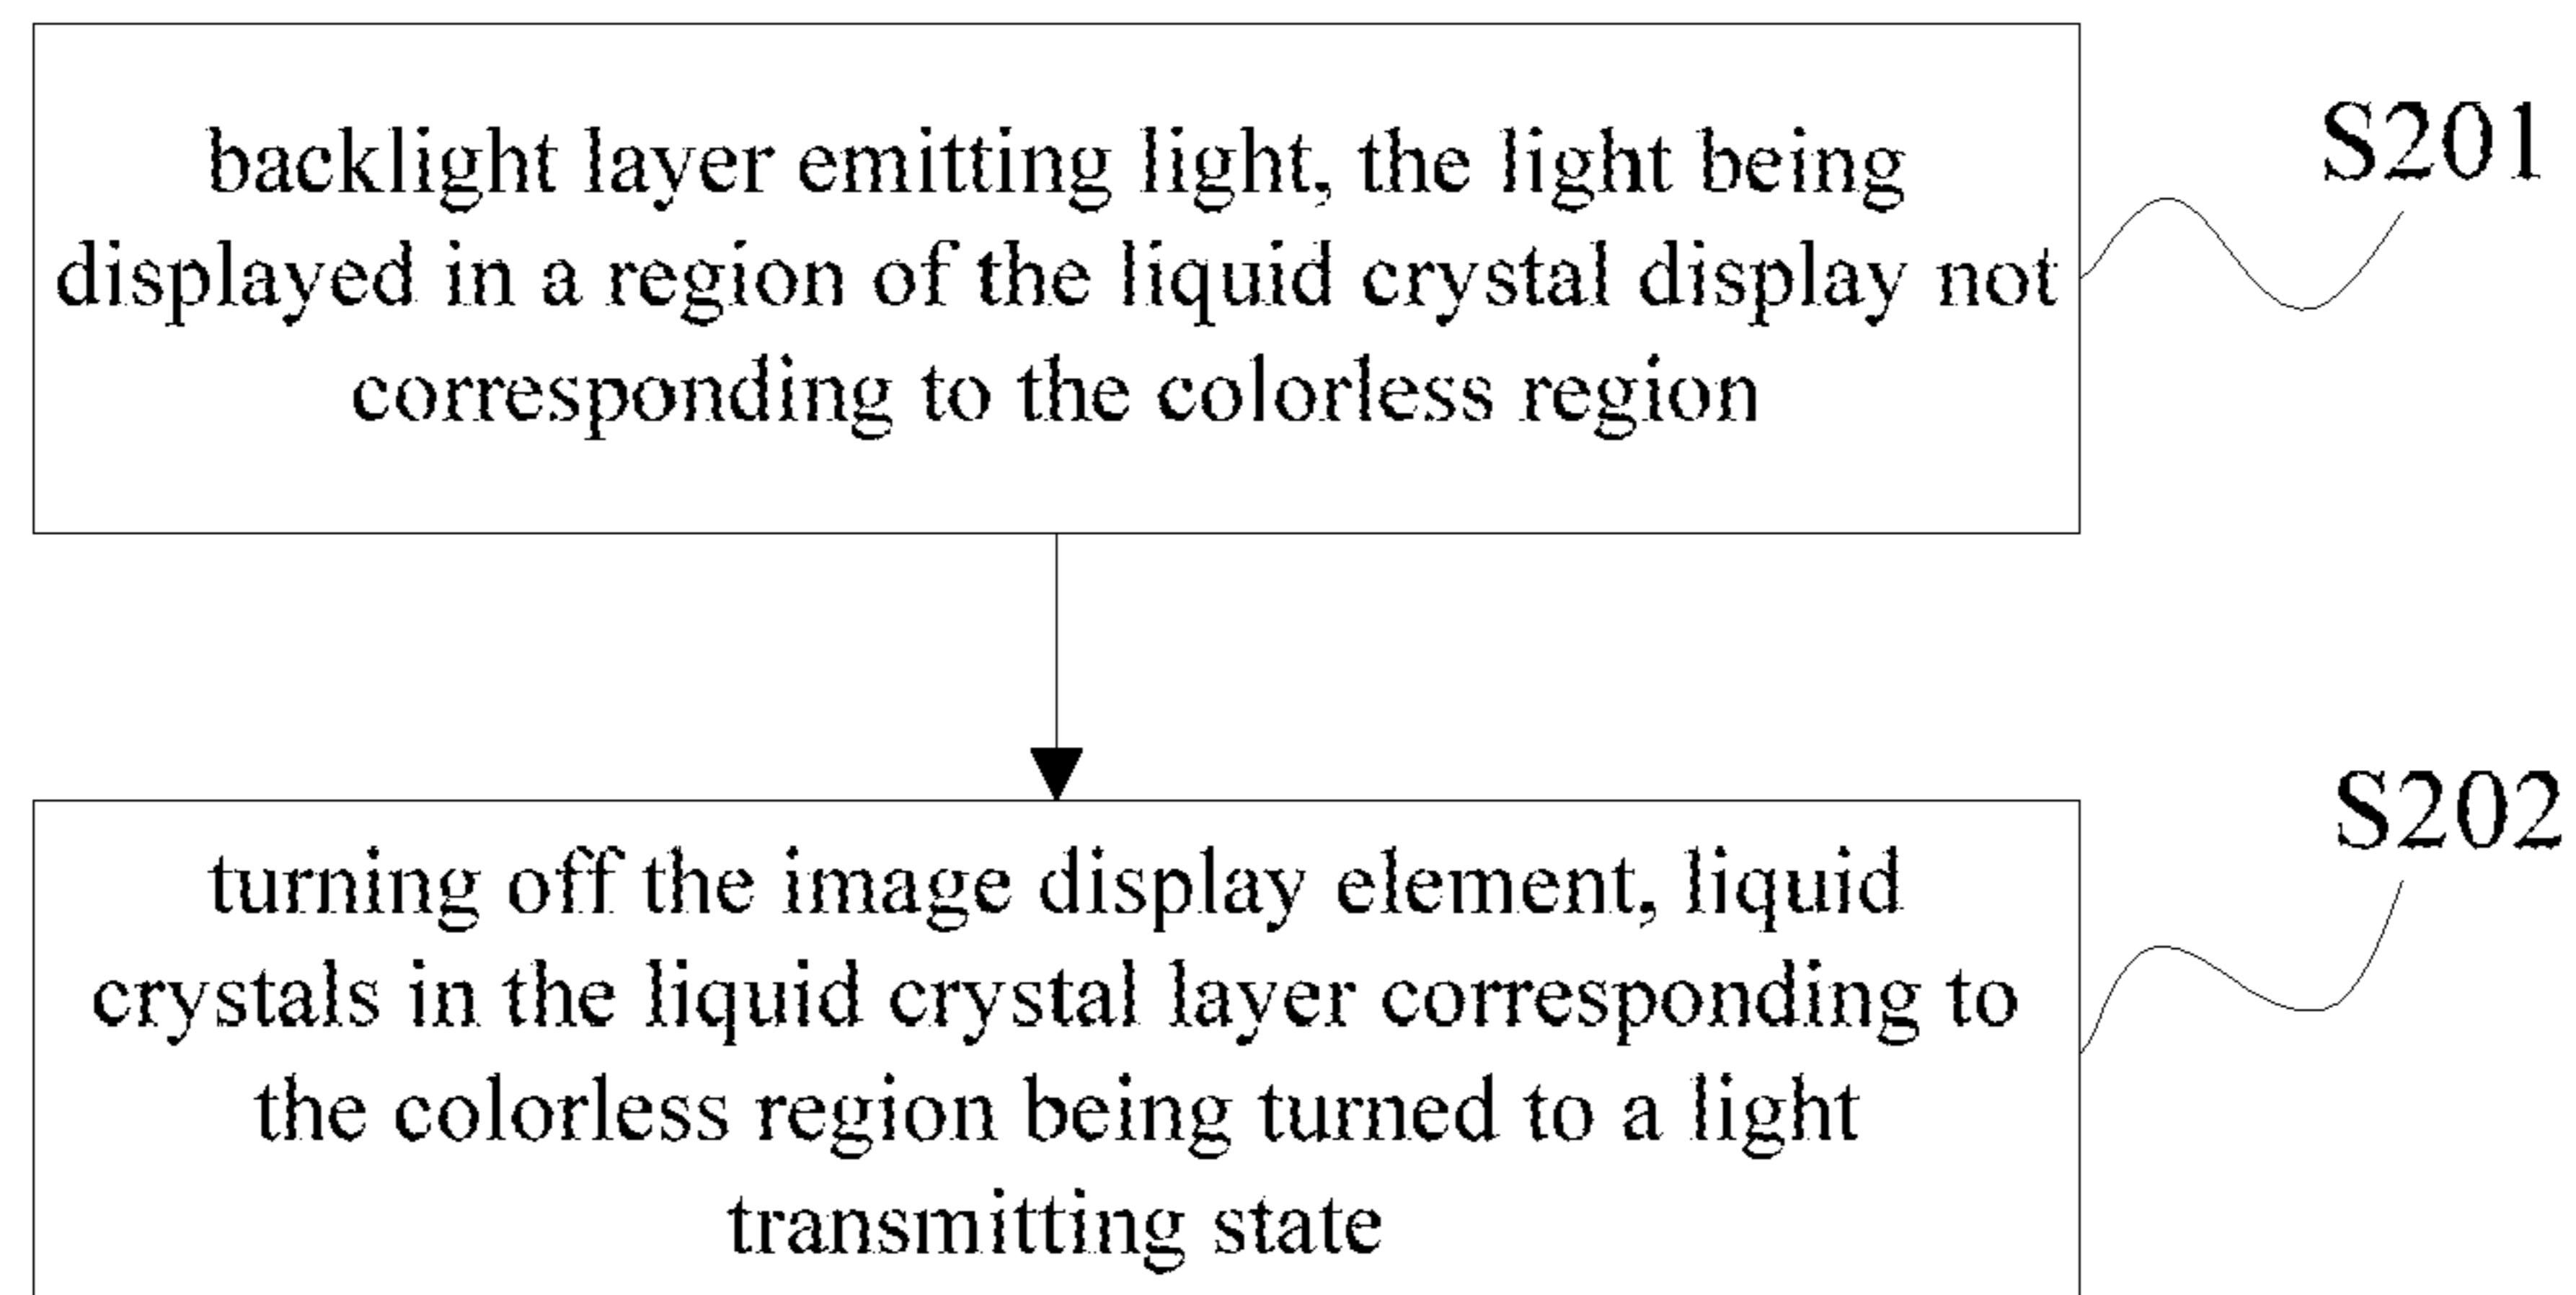 backlight layer emitting light, the light being
displayed in a region of the liquid crystal display not
corresponding to the colorless region
S201
turning off the image display element, liquid
crystals in the liquid crystal layer corresponding to
the colorless region being turned to a light
transmitting state
S202